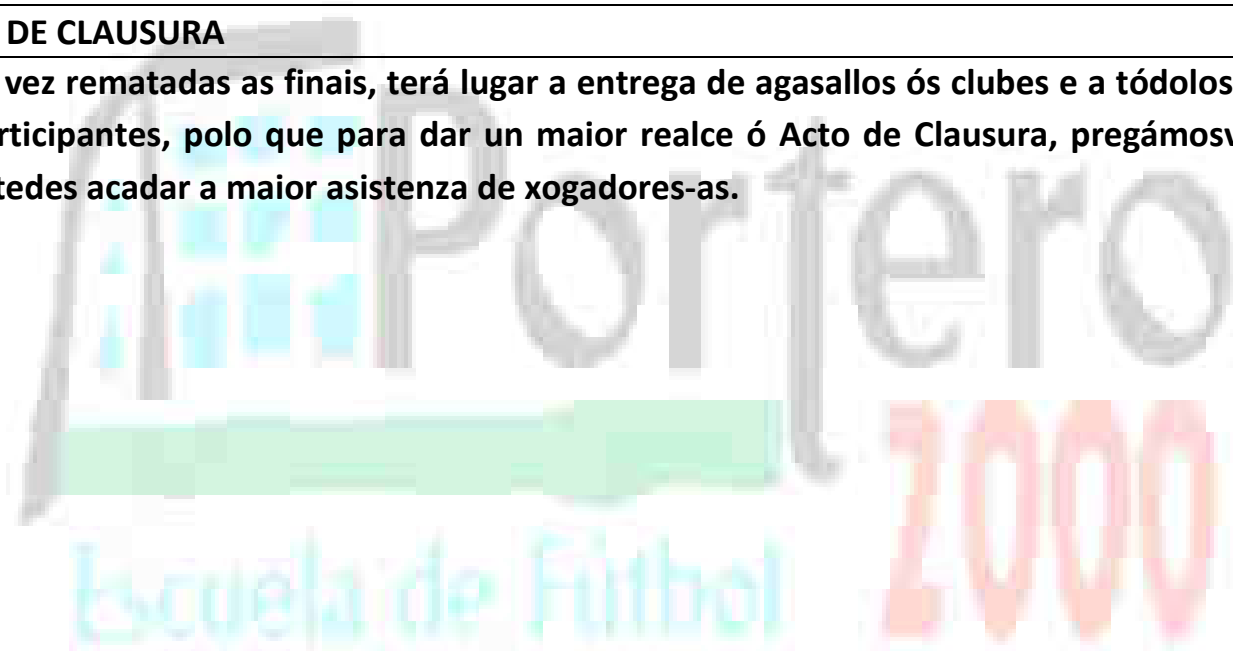 DE CLAUSURA
vez rematadas as finais, terá lugar a entrega de agasallos ós clubes e a tódolos
rticipantes, polo que para dar un maior realce ó Acto de Clausura, pregámosv
tedes acadar a maior asistenza de xogadores-as.
Portero
2000
Escuela de Fútbol